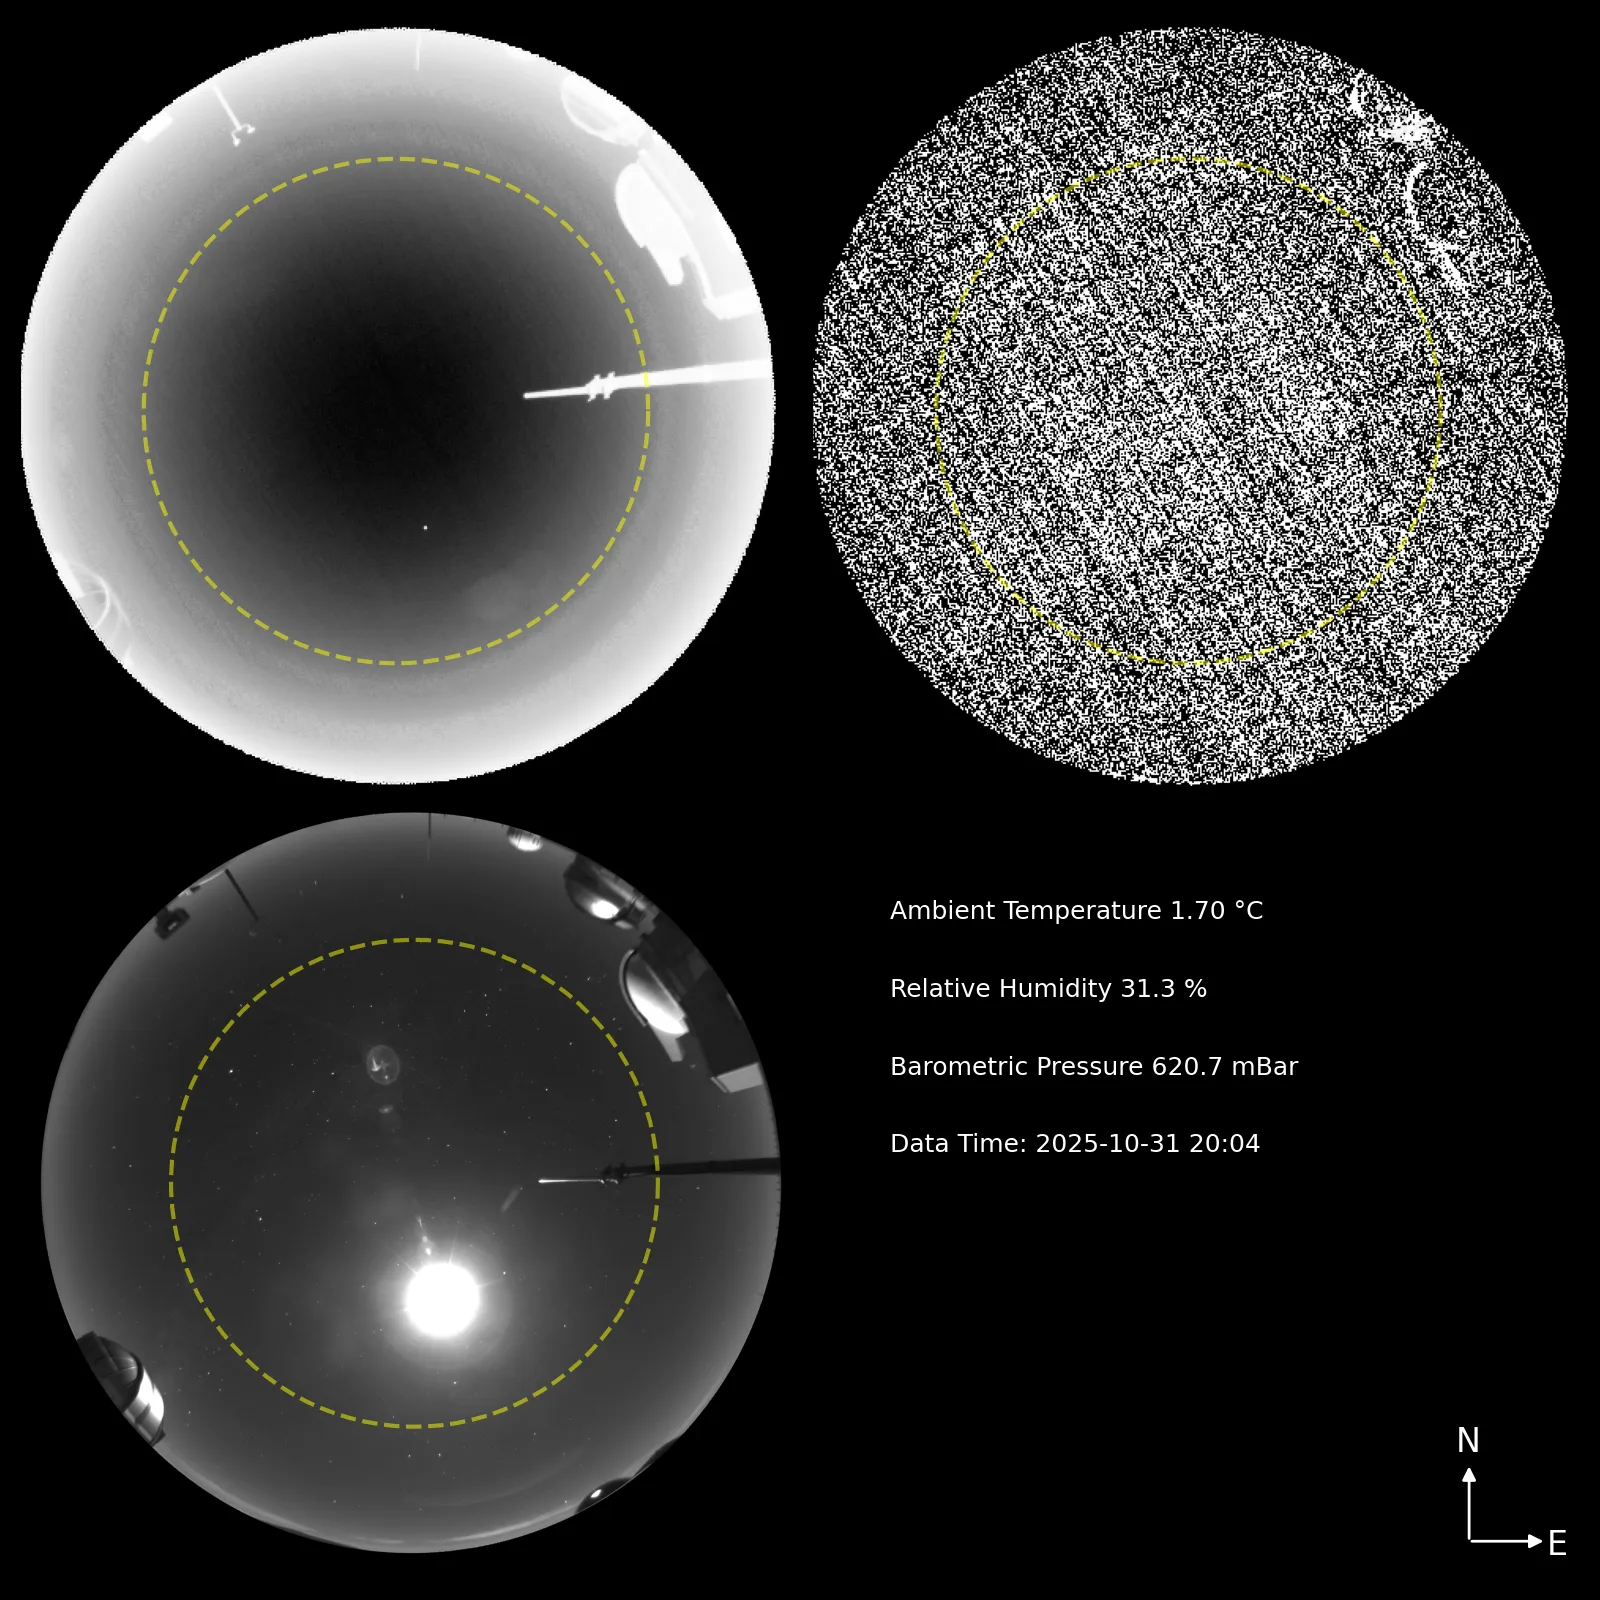 Ambient Temperature 1.70 °C
Relative Humidity 31.3 %
Barometric Pressure 620.7 mBar
Data Time: 2025-10-31 20:04
N
E